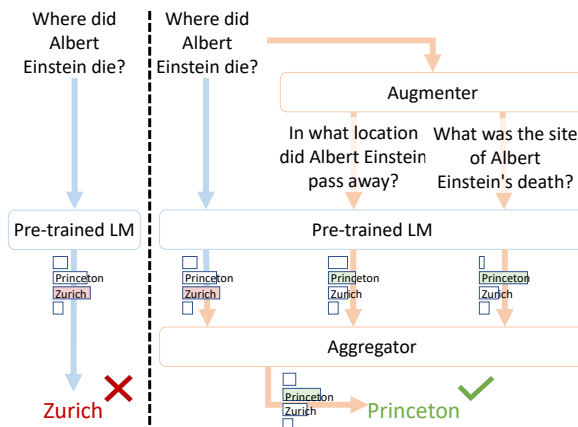 Where did
Albert
Einstein die?
Pre-trained LM
Princeton
Zurich
Zurich
Where did
Albert
Einstein die?
Augmenter
In what location
did Albert Einstein
pass away?
What was the site
of Albert
Einstein's death?
Pre-trained LM
Princeton
Zurich
Princeton
Zurich
Princeton
Zurich
Aggregator
Princeton
Zurich
Princeton